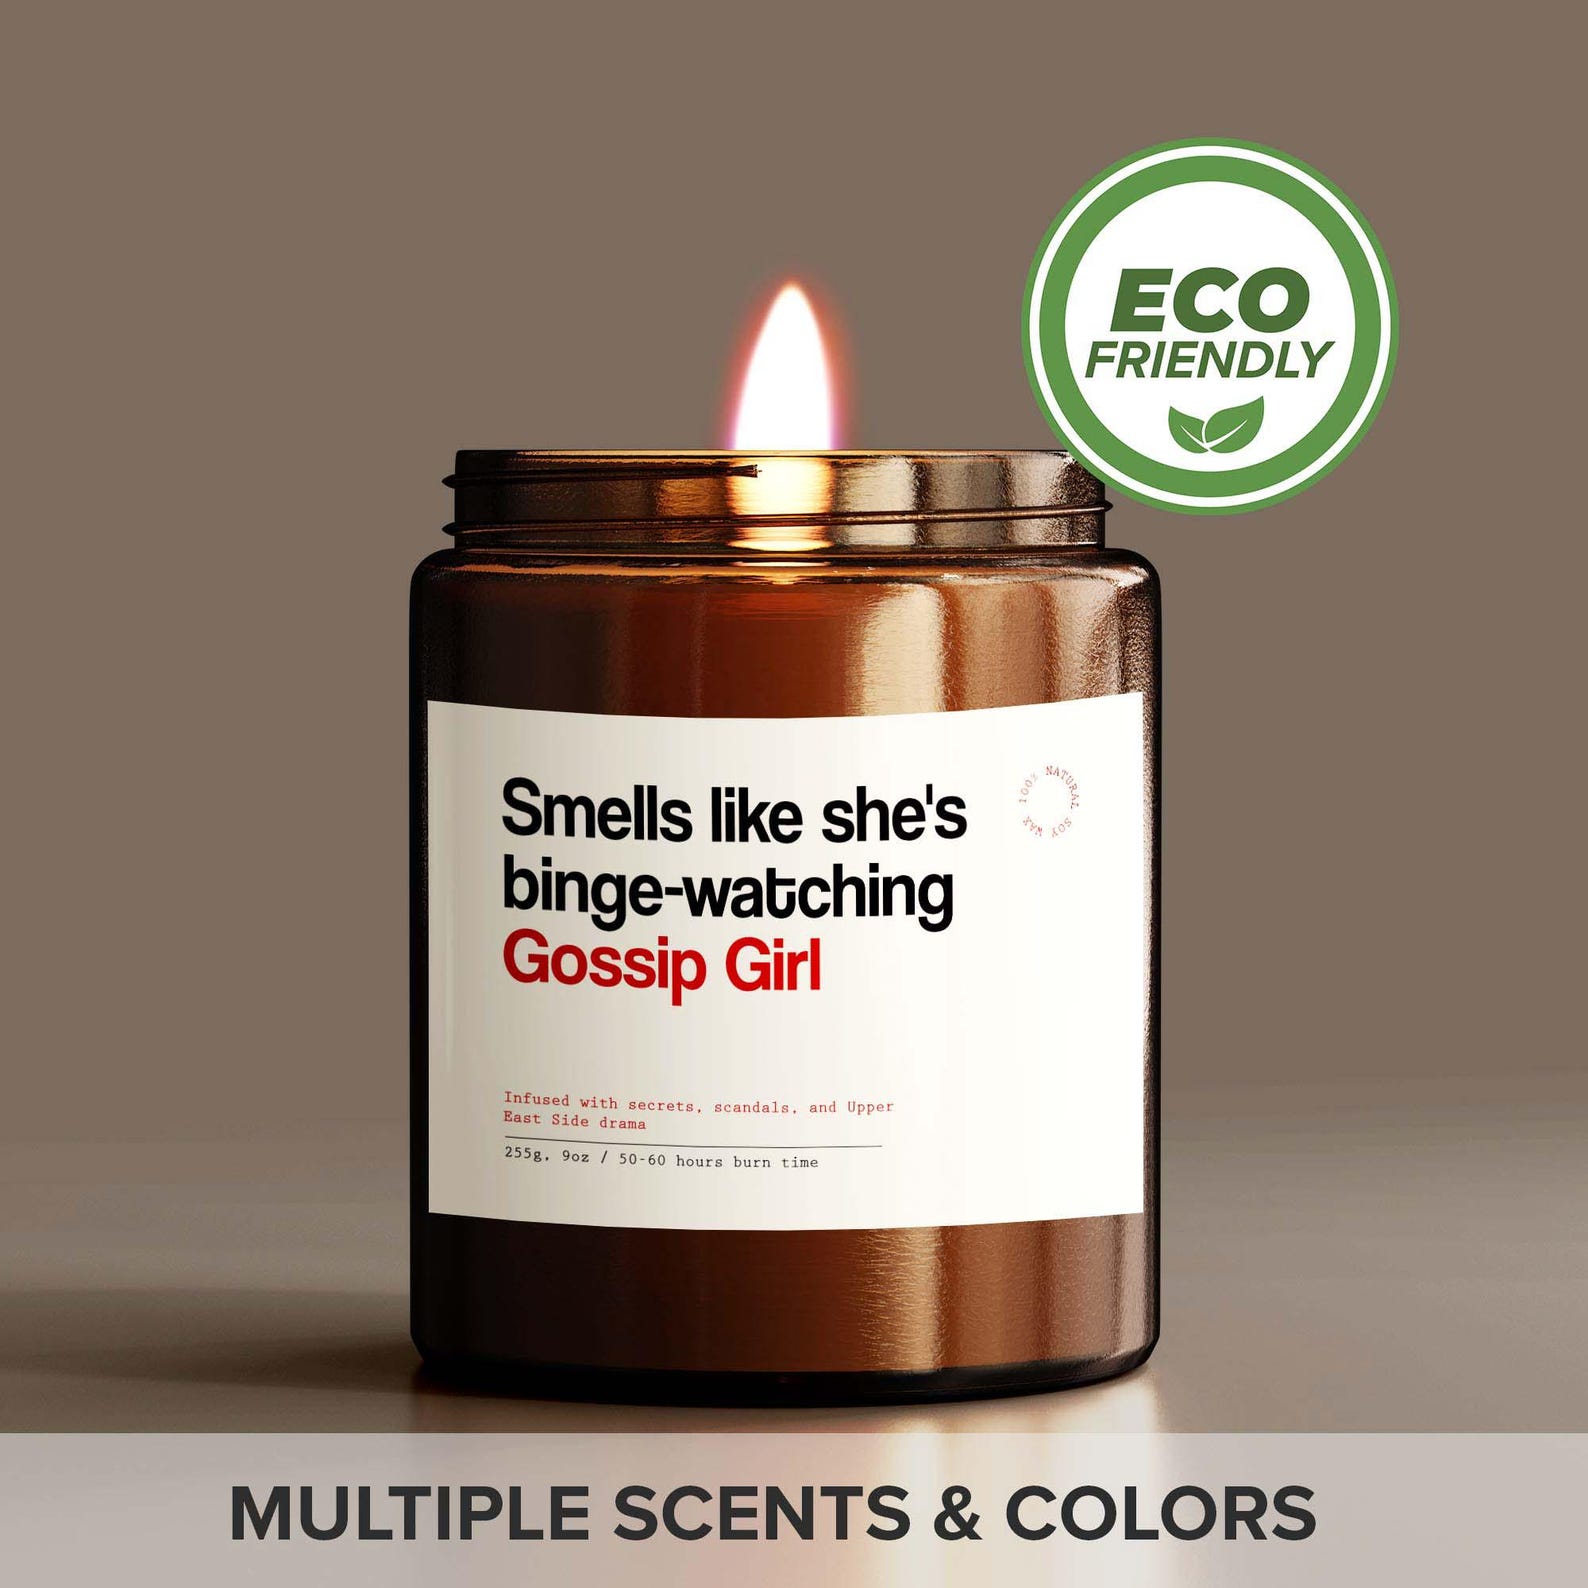 ECO
FRIENDLY
Smells like she's
binge-watching
Gossip Girl
100% NATURAL SOY WAX
Infused with secrets, scandals, and Upper
East Side drama
255g, 9oz / 50-60 hours burn time
MULTIPLE SCENTS & COLORS